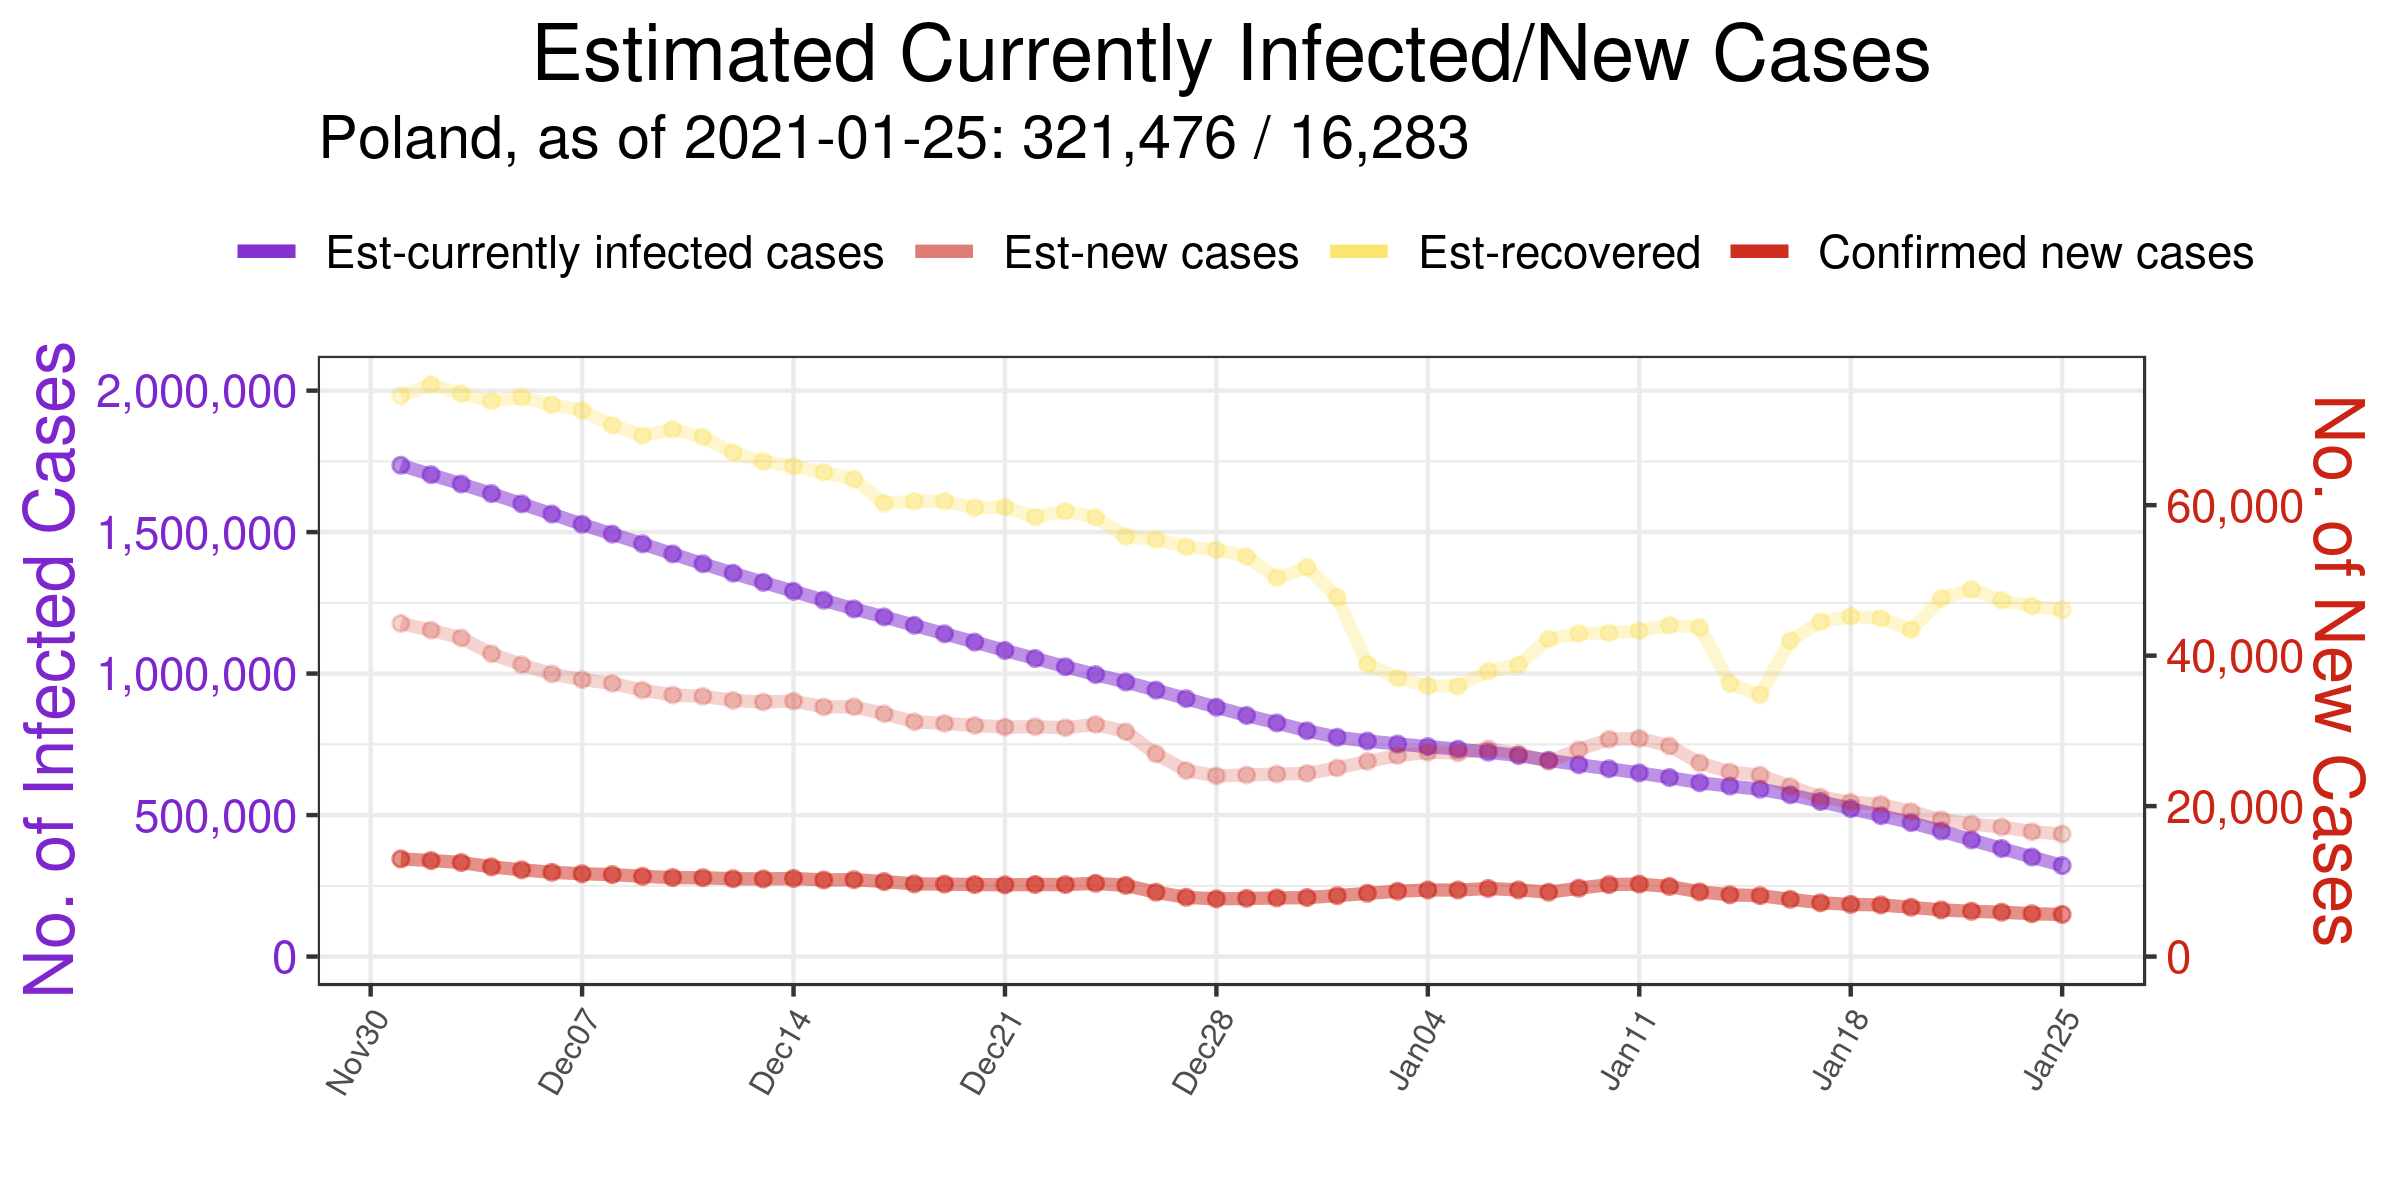 Estimated Currently Infected/New Cases
Poland, as of 2021-01-25: 321,476 / 16,283
Est-currently infected cases Est-new cases Est-recovered Confirmed new cases
No. of Infected Cases
2,000,000
1,500,000
1,000,000
500,000
0
60,000
40,000
20,000
0
No. of New Cases
Nov30 Dec07 Dec14 Dec21 Dec28 Jan04 Jan11 Jan18 Jan25